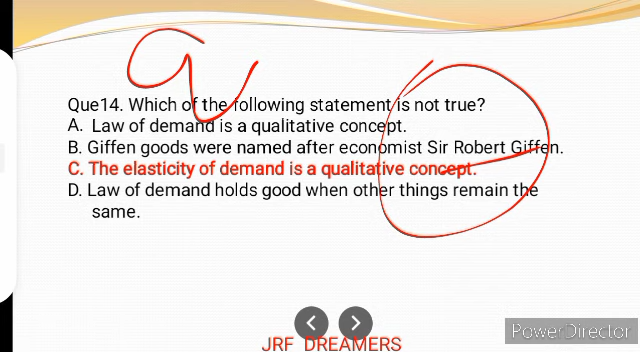 Que14. Which of the following statement is not true?
A. Law of demand is a qualitative concept.
B. Giffen goods were named after economist Sir Robert Giffen.
C. The elasticity of demand is a qualitative concept.
D. Law of demand holds good when other things remain the
same.
JRF DREAMERS
PowerDirector